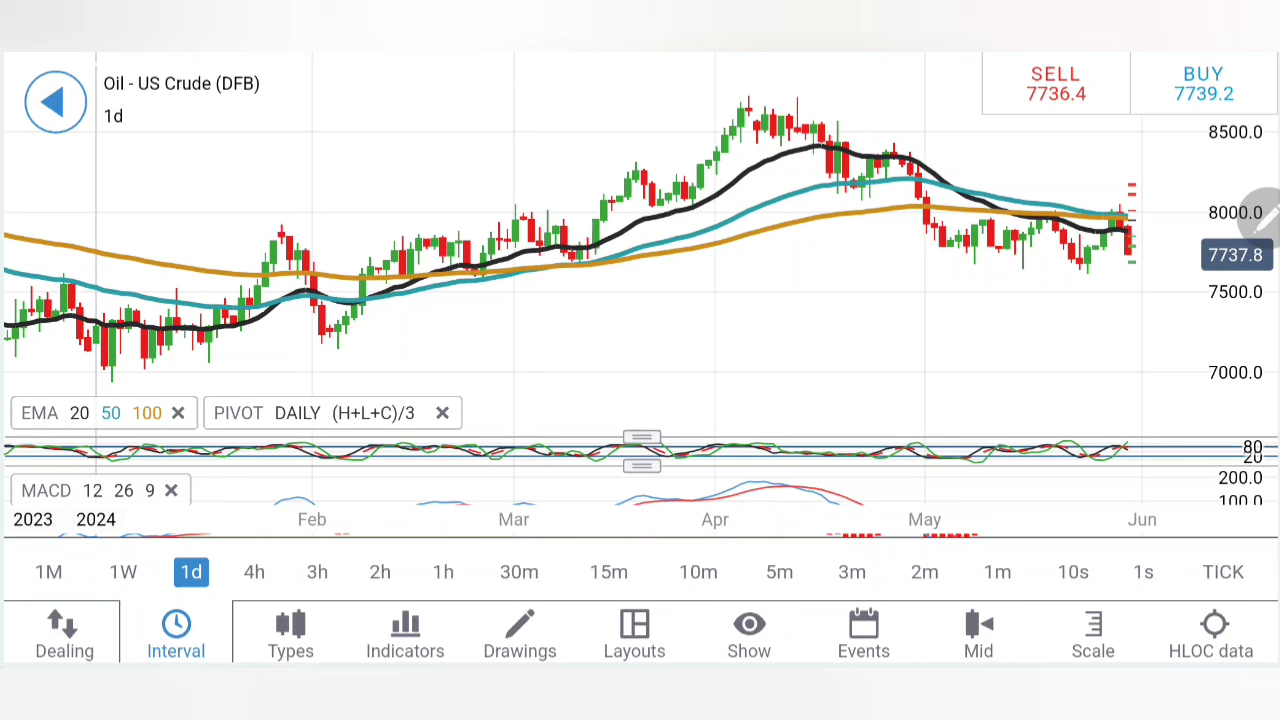 Oil - US Crude (DFB)
1d
SELL
7736.4
BUY
7739.2
8500.0
8000.0
7737.8
7500.0
7000.0
EMA 20 50 100 ✕
PIVOT DAILY (H+L+C)/3 ✕
80
20
MACD 12 26 9 ✕
200.0
100.0
2023 2024 Feb Mar Apr May Jun
1M 1W 1d 4h 3h 2h 1h 30m 15m 10m 5m 3m 2m 1m 10s 1s TICK
Dealing Interval Types Indicators Drawings Layouts Show Events Mid Scale HLOC data